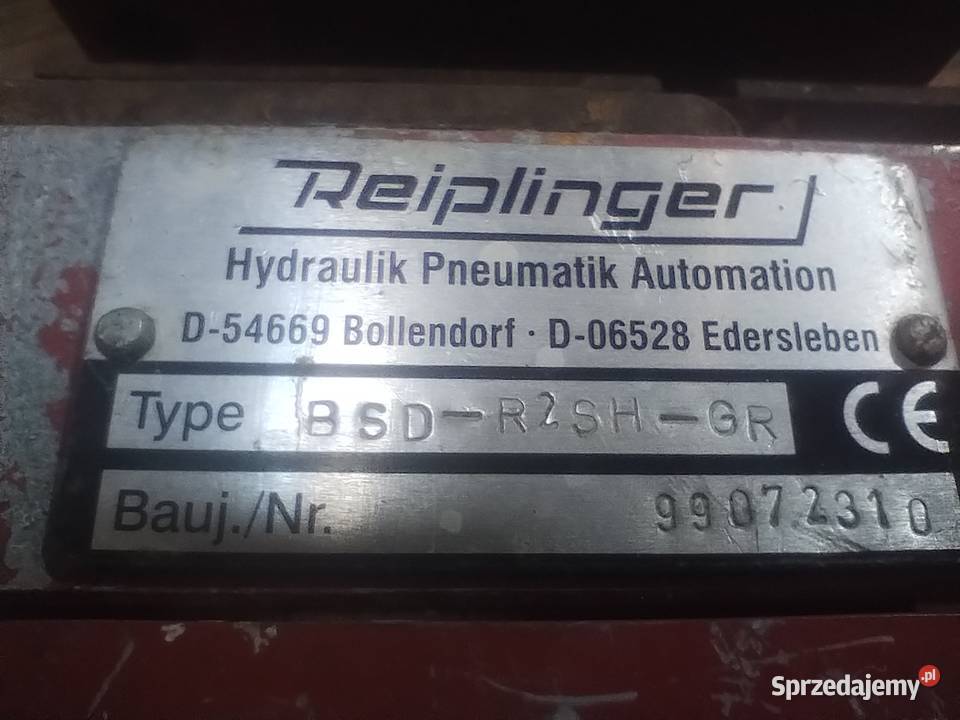 Reiplinger
Hydraulik Pneumatik Automation
D-54669 Bollendorf · D-06528 Edersleben
Type BSD-R2SH-GR CE
Bauj./Nr. 99072310
Sprzedajemy.pl